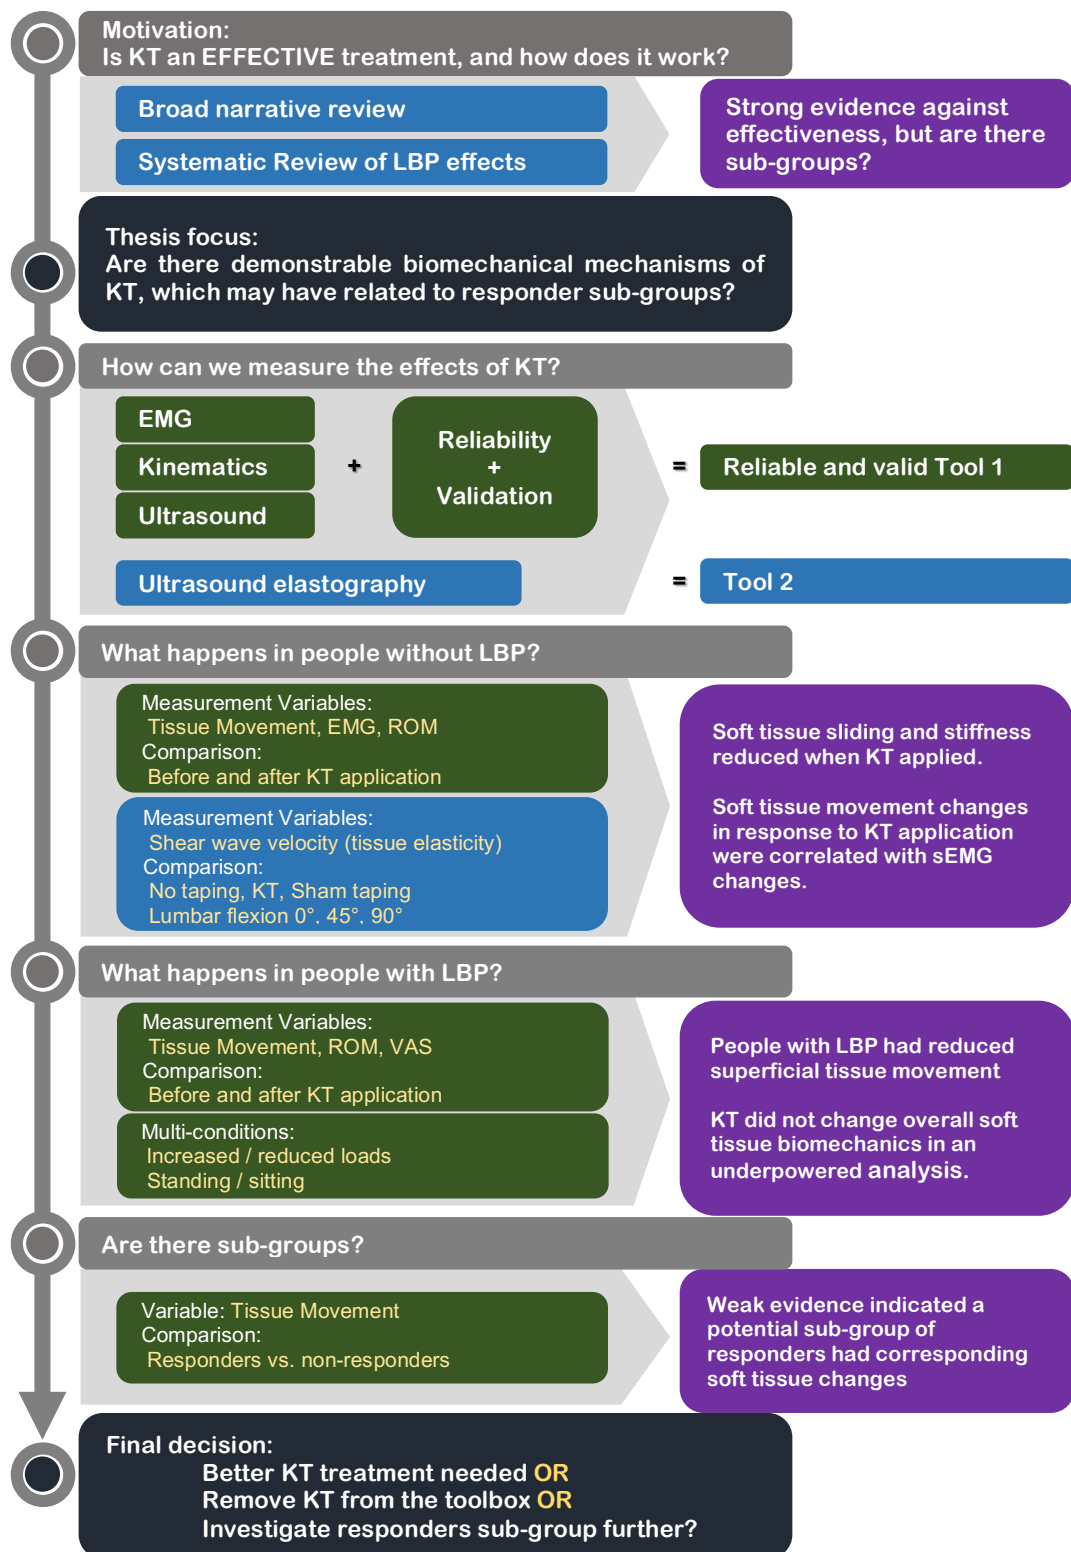 Motivation:
Is KT an EFFECTIVE treatment, and how does it work?
Broad narrative review
Systematic Review of LBP effects
Strong evidence against
effectiveness, but are there
sub-groups?
Thesis focus:
Are there demonstrable biomechanical mechanisms of
KT, which may have related to responder sub-groups?
How can we measure the effects of KT?
EMG
Kinematics
Ultrasound
+
Reliability
+
Validation
=
Reliable and valid Tool 1
Ultrasound elastography
=
Tool 2
What happens in people without LBP?
Measurement Variables:
Tissue Movement, EMG, ROM
Comparison:
Before and after KT application
Measurement Variables:
Shear wave velocity (tissue elasticity)
Comparison:
No taping, KT, Sham taping
Lumbar flexion 0°, 45°, 90°
Soft tissue sliding and stiffness
reduced when KT applied.
Soft tissue movement changes
in response to KT application
were correlated with sEMG
changes.
What happens in people with LBP?
Measurement Variables:
Tissue Movement, ROM, VAS
Comparison:
Before and after KT application
Multi-conditions:
Increased / reduced loads
Standing / sitting
People with LBP had reduced
superficial tissue movement
KT did not change overall soft
tissue biomechanics in an
underpowered analysis.
Are there sub-groups?
Variable: Tissue Movement
Comparison:
Responders vs. non-responders
Weak evidence indicated a
potential sub-group of
responders had corresponding
soft tissue changes
Final decision:
Better KT treatment needed OR
Remove KT from the toolbox OR
Investigate responders sub-group further?